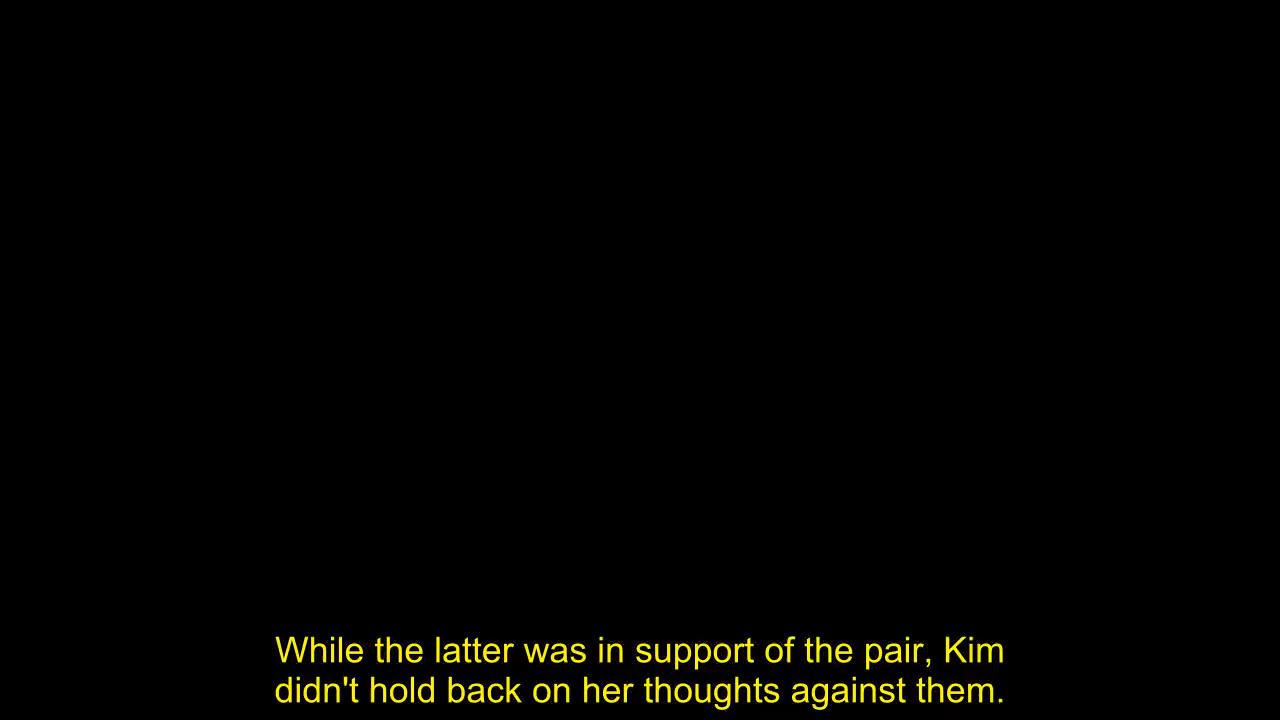 While the latter was in support of the pair, Kim
didn't hold back on her thoughts against them.